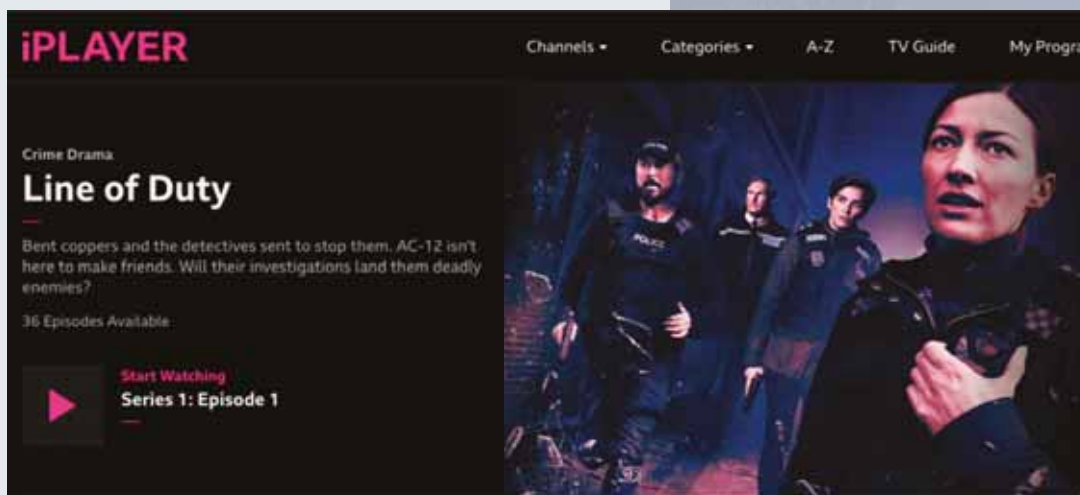 iPLAYER
Channels
Categories
A-Z
TV Guide
My Progra
Crime Drama
Line of Duty
Bent coppers and the detectives sent to stop them. AC-12 isn't
here to make friends. Will their investigations land them deadly
enemies?
36 Episodes Available
Start Watching
Series 1: Episode 1
POLICE